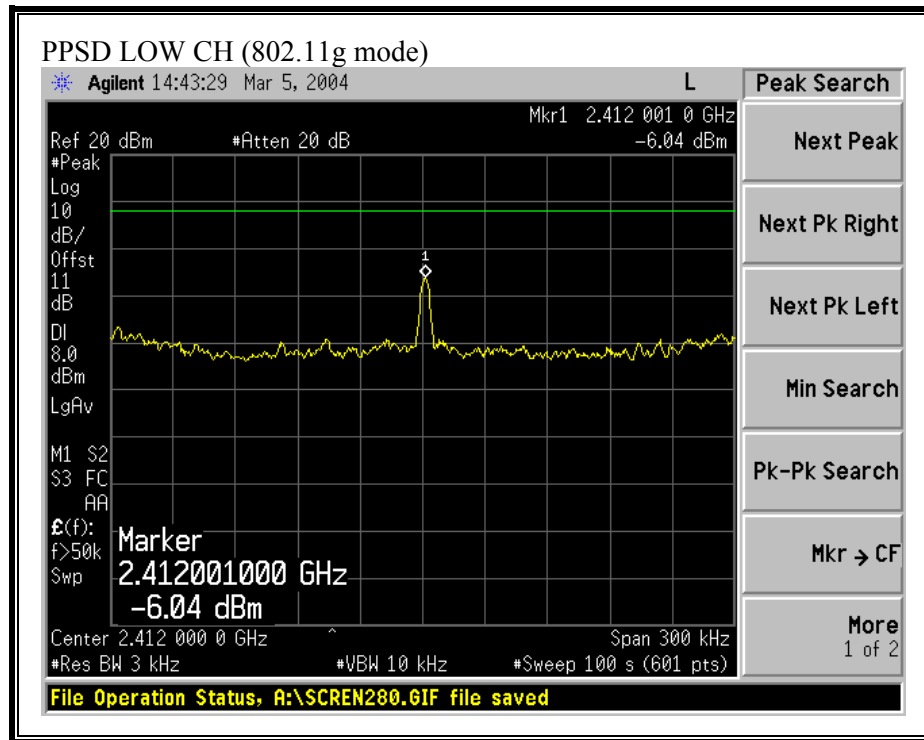 PPSD LOW CH (802.11g mode)
Agilent 14:43:29 Mar 5, 2004 L
Peak Search
Mkr1 2.412 001 0 GHz
Ref 20 dBm #Atten 20 dB -6.04 dBm
#Peak
Log
10
dB/
Offst
11
dB
DI
8.0
dBm
LgAv
M1 S2
S3 FC
AA
£(f):
f>50k
Swp
1
Marker
2.412001000 GHz
-6.04 dBm
Center 2.412 000 0 GHz ^ Span 300 kHz
#Res BW 3 kHz #VBW 10 kHz #Sweep 100 s (601 pts)
Next Peak
Next Pk Right
Next Pk Left
Min Search
Pk-Pk Search
Mkr → CF
More
1 of 2
File Operation Status, A:\SCREN280.GIF file saved